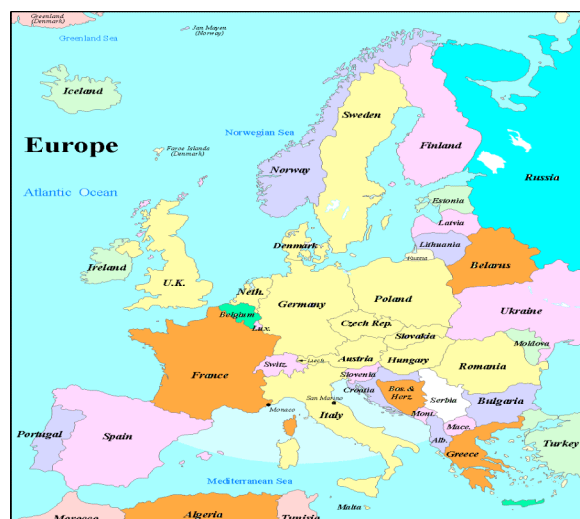 Greenland
(Denmark)
Greenland Sea
Jan Mayen
(Norway)
Iceland
Sweden
Norwegian Sea
Finland
Europe
Faroe Islands
(Denmark)
Norway
Russia
Atlantic Ocean
Estonia
Latvia
Denmark
Lithuania
Russia
Ireland
Belarus
U.K.
Neth.
Germany
Poland
Belgium
Ukraine
Lux.
Czech Rep.
Slovakia
Moldova
Switz.
Liech.
Austria
Hungary
France
Slovenia
Romania
Croatia
Bos. &
Herz.
Serbia
San Marino
Monaco
Bulgaria
Italy
Mont.
Mace.
Portugal
Spain
Alb.
Turkey
Greece
Mediterranean Sea
Malta
Morocco
Algeria
Tunisia